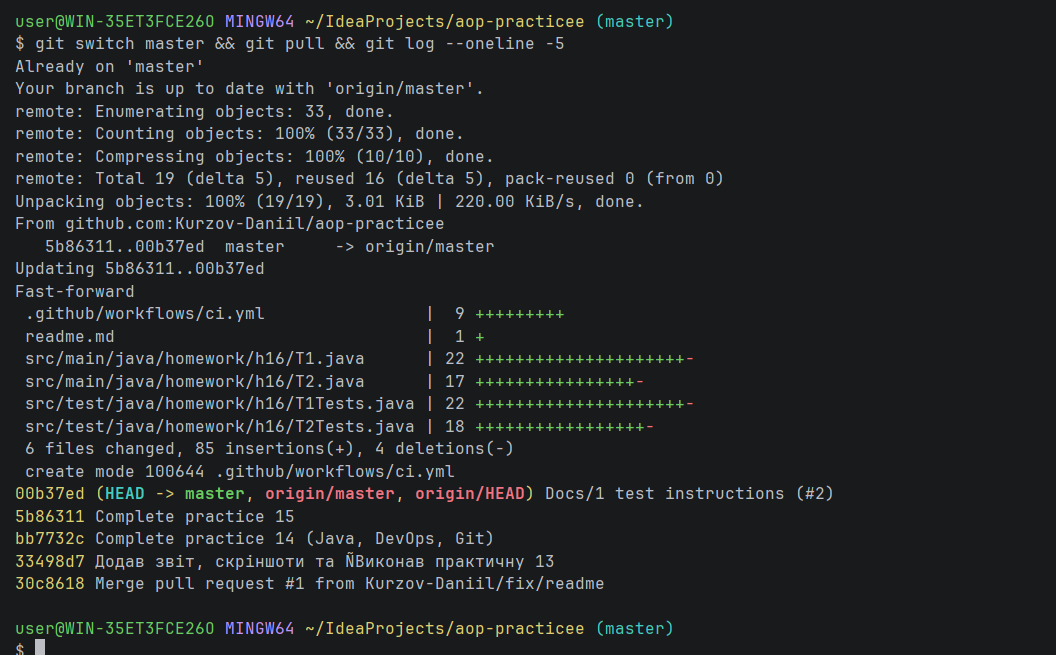 user@WIN-35ET3FCE26O MINGW64 ~/IdeaProjects/aop-practicee (master)
$ git switch master && git pull && git log --oneline -5
Already on 'master'
Your branch is up to date with 'origin/master'.
remote: Enumerating objects: 33, done.
remote: Counting objects: 100% (33/33), done.
remote: Compressing objects: 100% (10/10), done.
remote: Total 19 (delta 5), reused 16 (delta 5), pack-reused 0 (from 0)
Unpacking objects: 100% (19/19), 3.01 KiB | 220.00 KiB/s, done.
From github.com:Kurzov-Daniil/aop-practicee
   5b86311..00b37ed  master     -> origin/master
Updating 5b86311..00b37ed
Fast-forward
 .github/workflows/ci.yml                |  9 +++++++++
 readme.md                               |  1 +
 src/main/java/homework/h16/T1.java      | 22 +++++++++++++++++++++-
 src/main/java/homework/h16/T2.java      | 17 ++++++++++++++++-
 src/test/java/homework/h16/T1Tests.java | 22 +++++++++++++++++++++-
 src/test/java/homework/h16/T2Tests.java | 18 +++++++++++++++++-
 6 files changed, 85 insertions(+), 4 deletions(-)
 create mode 100644 .github/workflows/ci.yml
00b37ed (HEAD -> master, origin/master, origin/HEAD) Docs/1 test instructions (#2)
5b86311 Complete practice 15
bb7732c Complete practice 14 (Java, DevOps, Git)
33498d7 Додав звіт, скріншоти та ÑВиконав практичну 13
30c8618 Merge pull request #1 from Kurzov-Daniil/fix/readme
user@WIN-35ET3FCE26O MINGW64 ~/IdeaProjects/aop-practicee (master)
$